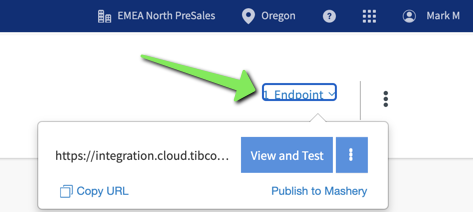 EMEA North PreSales
Oregon
?
Mark M
1 Endpoint
https://integration.cloud.tibco...
View and Test
Copy URL
Publish to Mashery